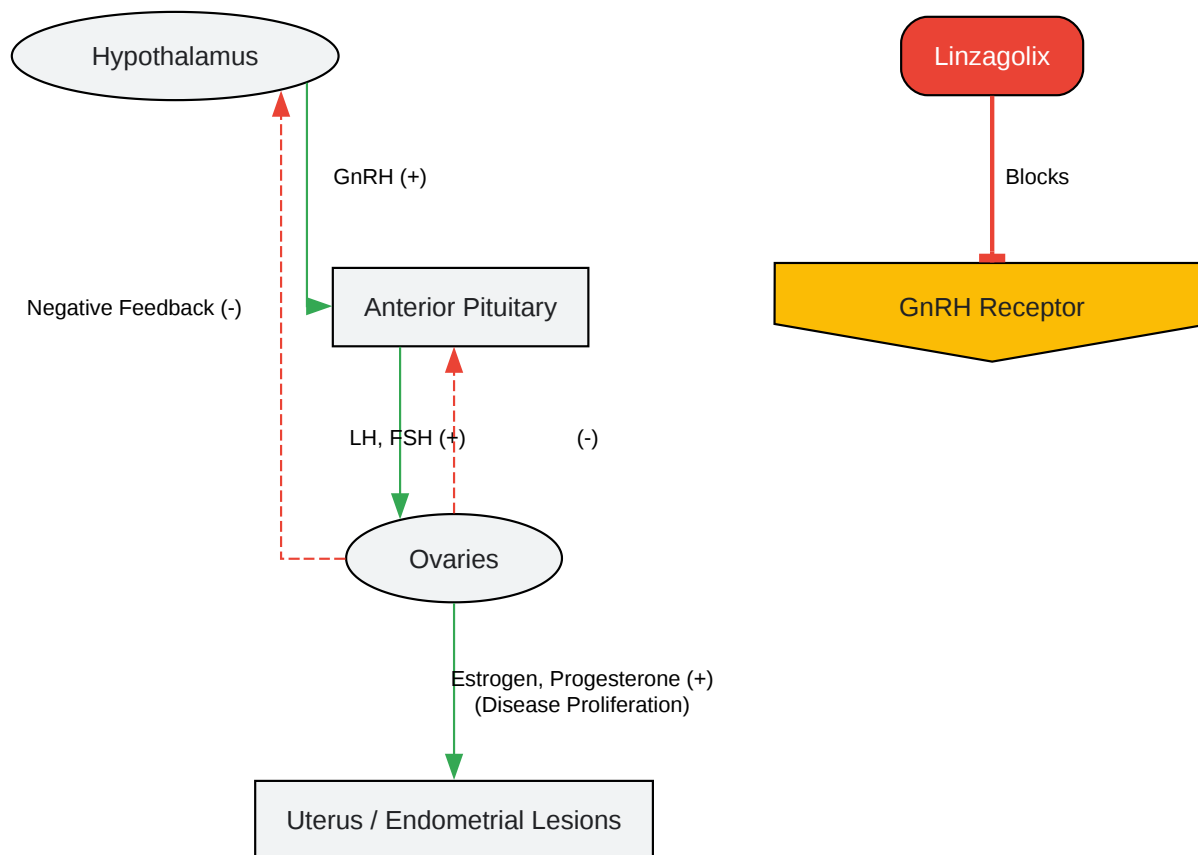 Hypothalamus
Linzagolix
GnRH (+)
Blocks
Negative Feedback (-)
Anterior Pituitary
GnRH Receptor
LH, FSH (+)
(-)
Ovaries
Estrogen, Progesterone (+)
(Disease Proliferation)
Uterus / Endometrial Lesions